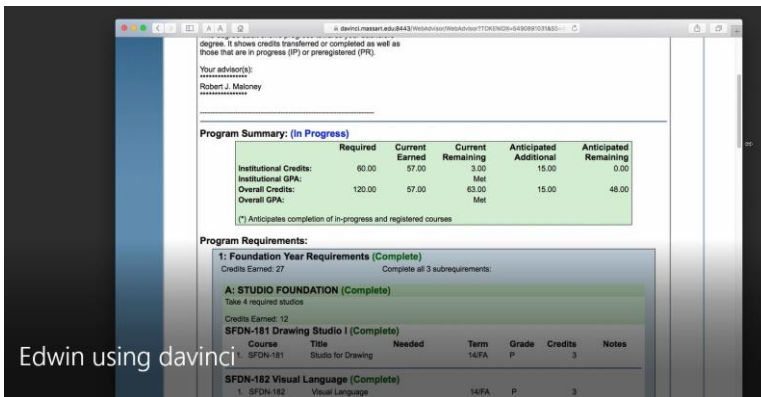 A A
davinci.massart.edu:8443/WebAdvisor/WebAdvisor?TOKENIDX=5490891031&SS=
degree. It shows credits transferred or completed as well as
those that are in progress (IP) or preregistered (PR).
Your advisor(s):
****************
Robert J. Maloney
****************
Program Summary: (In Progress)
Required Current Earned Current Remaining Anticipated Additional Anticipated Remaining
Institutional Credits: 60.00 57.00 3.00 15.00 0.00
Institutional GPA: Met
Overall Credits: 120.00 57.00 63.00 15.00 48.00
Overall GPA: Met
(*) Anticipates completion of in-progress and registered courses
Program Requirements:
1: Foundation Year Requirements (Complete)
Credits Earned: 27 Complete all 3 subrequirements:
A: STUDIO FOUNDATION (Complete)
Take 4 required studios
Credits Earned: 12
SFDN-181 Drawing Studio I (Complete)
Course Title Needed Term Grade Credits Notes
1. SFDN-181 Studio for Drawing 14/FA P 3
SFDN-182 Visual Language (Complete)
1. SFDN-182 Visual Language 14/FA P 3
Edwin using davinci